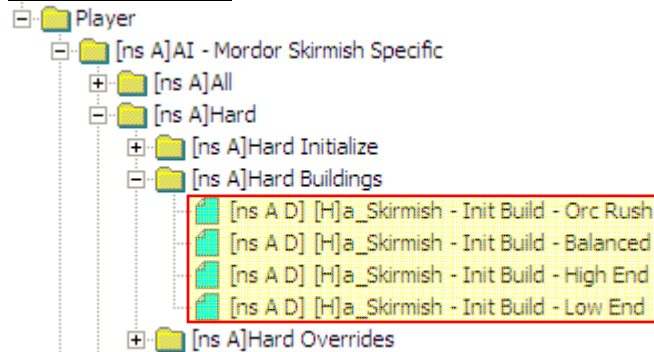 Player
[ns A]AI - Mordor Skirmish Specific
[ns A]All
[ns A]Hard
[ns A]Hard Initialize
[ns A]Hard Buildings
[ns A D] [H]a_Skirmish - Init Build - Orc Rush
[ns A D] [H]a_Skirmish - Init Build - Balanced
[ns A D] [H]a_Skirmish - Init Build - High End
[ns A D] [H]a_Skirmish - Init Build - Low End
[ns A]Hard Overrides